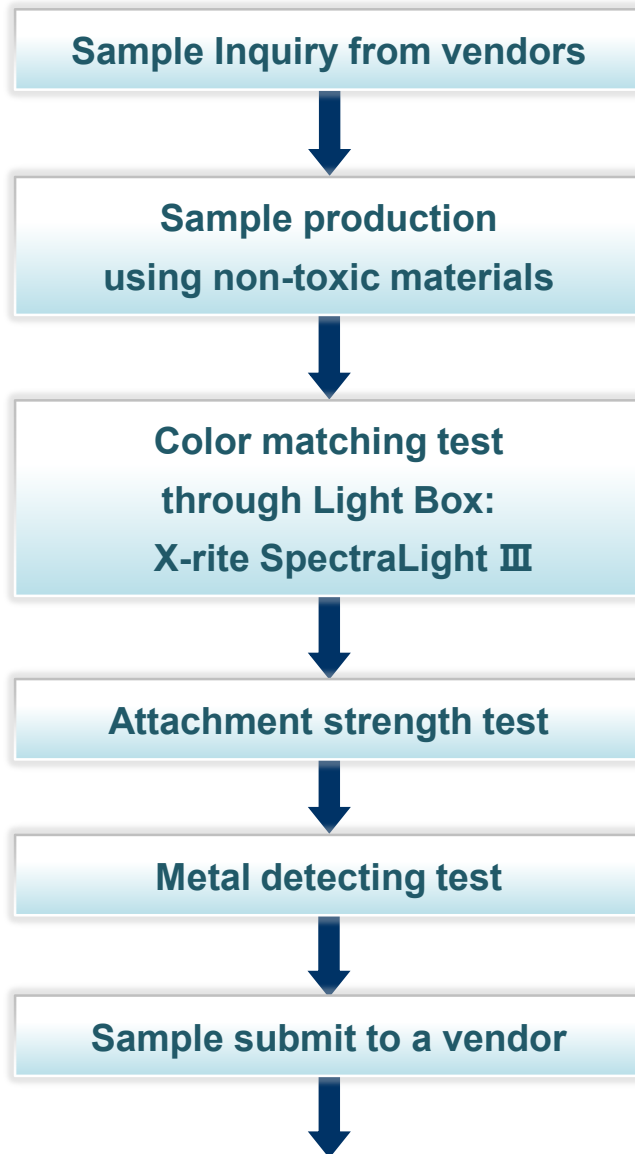 Sample Inquiry from vendors
Sample production
using non-toxic materials
Color matching test
through Light Box:
X-rite SpectraLight Ⅲ
Attachment strength test
Metal detecting test
Sample submit to a vendor